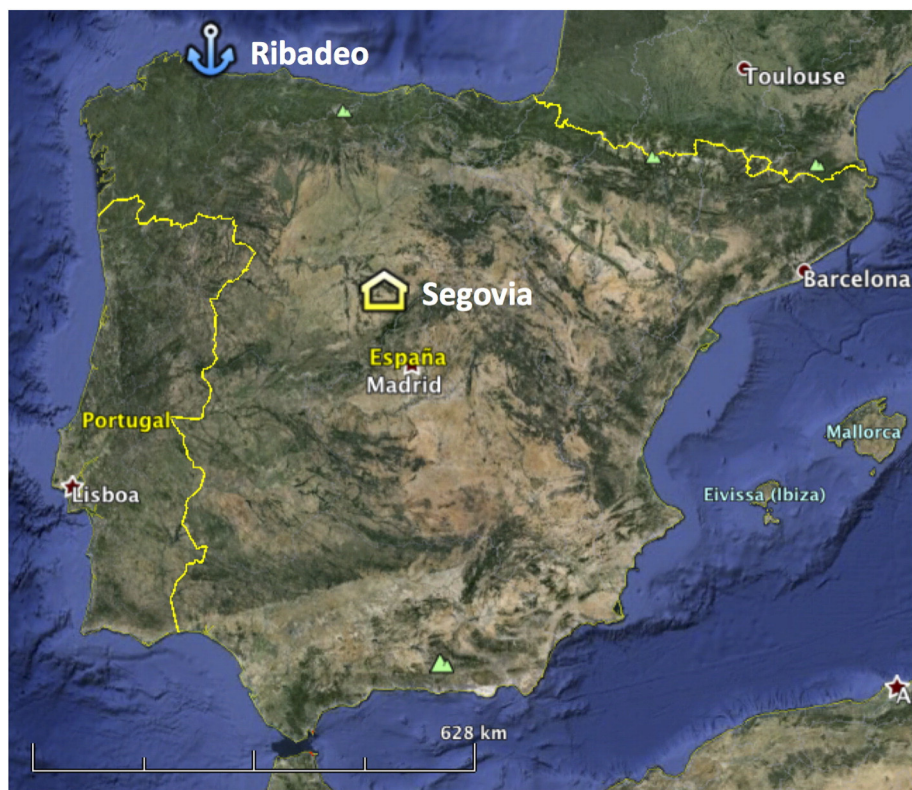 Ribadeo
Toulouse
Barcelona
Segovia
España
Madrid
Portugal
Mallorca
Lisboa
Eivissa (Ibiza)
A
628 km